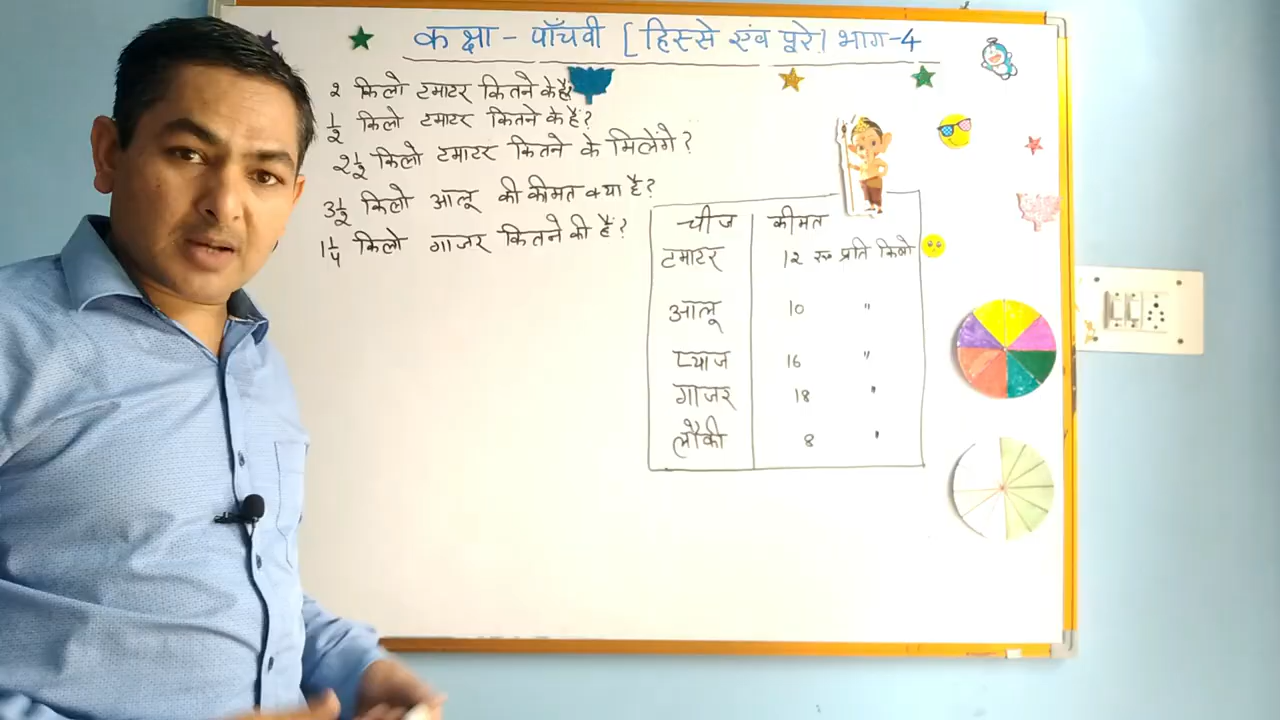 कक्षा - पाँचवी [हिस्से एंव पूरे] भाग-4
2 किलो टमाटर कितने के है?
1/2 किलो टमाटर कितने के हैं?
2 1/2 किलो टमाटर कितने के मिलेंगे?
3 1/2 किलो आलू की कीमत क्या है?
1 1/4 किलो गाजर कितने की हैं?
चीज कीमत
टमाटर 12 रु प्रति किलो
आलू 10 "
प्याज 16 "
गाजर 18 "
लौकी 8 "